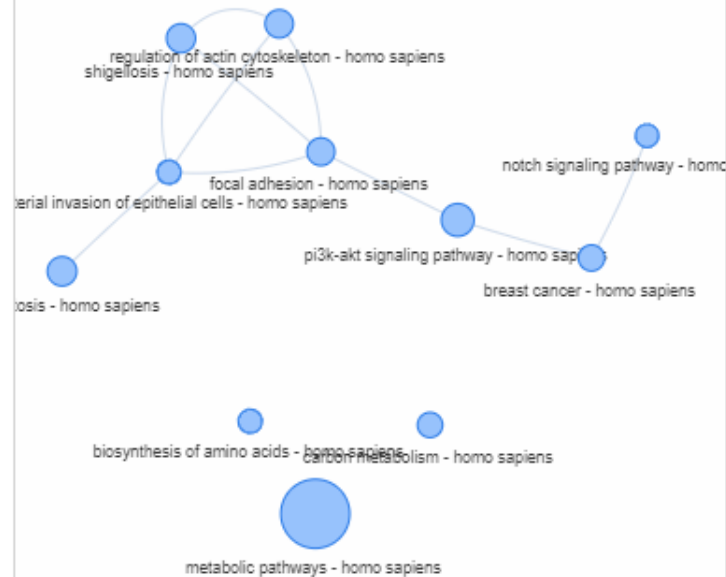 regulation of actin cytoskeleton - homo sapiens
shigellosis - homo sapiens
notch signaling pathway - homo
focal adhesion - homo sapiens
terial invasion of epithelial cells - homo sapiens
pi3k-akt signaling pathway - homo sapiens
breast cancer - homo sapiens
tosis - homo sapiens
biosynthesis of amino acids - homo sapiens
carbon metabolism - homo sapiens
metabolic pathways - homo sapiens